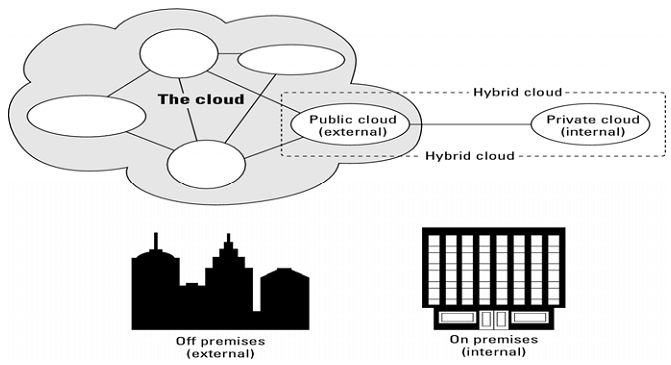 Hybrid cloud
The cloud
Public cloud
(external)
Private cloud
(internal)
Hybrid cloud
Off premises
(external)
On premises
(internal)